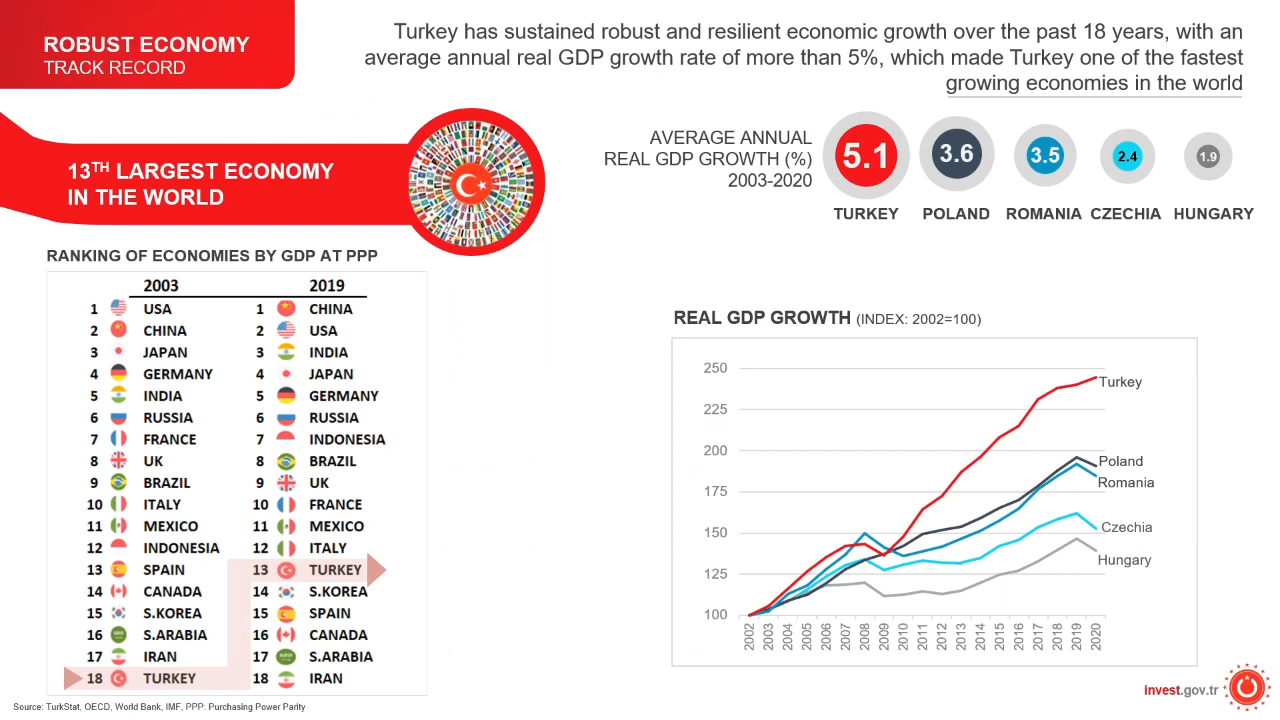 ROBUST ECONOMY
TRACK RECORD
Turkey has sustained robust and resilient economic growth over the past 18 years, with an
average annual real GDP growth rate of more than 5%, which made Turkey one of the fastest
growing economies in the world
13TH LARGEST ECONOMY
IN THE WORLD
AVERAGE ANNUAL
REAL GDP GROWTH (%)
2003-2020
5.1 3.6 3.5 2.4 1.9
TURKEY POLAND ROMANIA CZECHIA HUNGARY
RANKING OF ECONOMIES BY GDP AT PPP
2003 2019
1 USA 1 CHINA
2 CHINA 2 USA
3 JAPAN 3 INDIA
4 GERMANY 4 JAPAN
5 INDIA 5 GERMANY
6 RUSSIA 6 RUSSIA
7 FRANCE 7 INDONESIA
8 UK 8 BRAZIL
9 BRAZIL 9 UK
10 ITALY 10 FRANCE
11 MEXICO 11 MEXICO
12 INDONESIA 12 ITALY
13 SPAIN 13 TURKEY
14 CANADA 14 S.KOREA
15 S.KOREA 15 SPAIN
16 S.ARABIA 16 CANADA
17 IRAN 17 S.ARABIA
18 TURKEY 18 IRAN
REAL GDP GROWTH (INDEX: 2002=100)
250
225
200
175
150
125
100
Turkey
Poland
Romania
Czechia
Hungary
2002 2003 2004 2005 2006 2007 2008 2009 2010 2011 2012 2013 2014 2015 2016 2017 2018 2019 2020
invest.gov.tr
Source: TurkStat, OECD, World Bank, IMF, PPP: Purchasing Power Parity